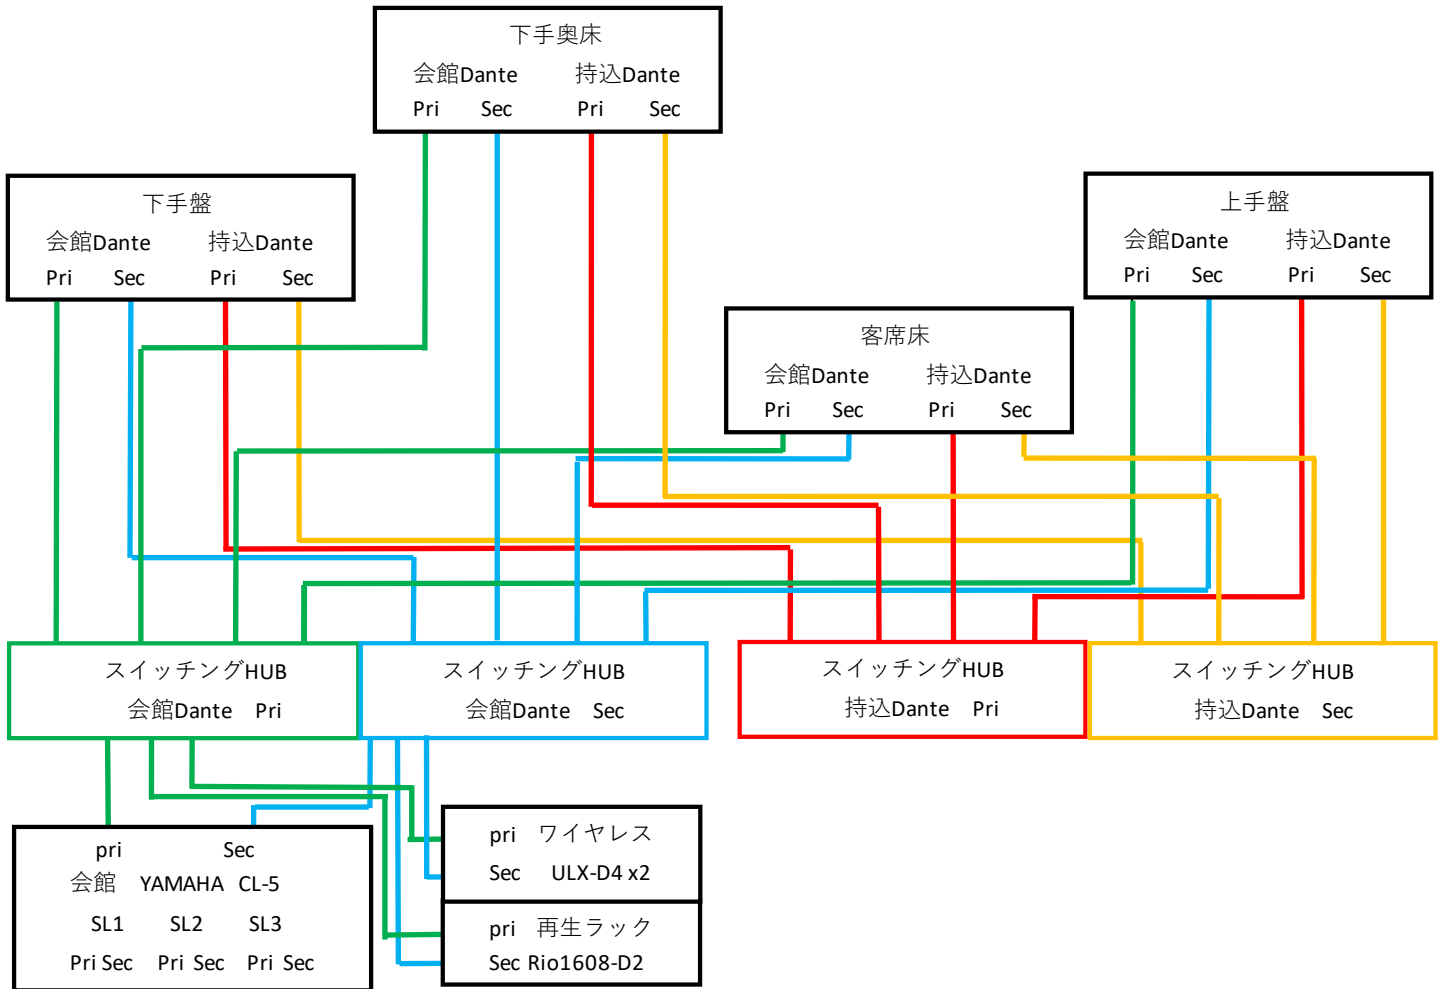 下手奥床
会館Dante 持込Dante
Pri Sec Pri Sec
下手盤
会館Dante 持込Dante
Pri Sec Pri Sec
上手盤
会館Dante 持込Dante
Pri Sec Pri Sec
客席床
会館Dante 持込Dante
Pri Sec Pri Sec
スイッチングHUB
会館Dante Pri
スイッチングHUB
会館Dante Sec
スイッチングHUB
持込Dante Pri
スイッチングHUB
持込Dante Sec
pri Sec
会館 YAMAHA CL-5
SL1 SL2 SL3
Pri Sec Pri Sec Pri Sec
pri ワイヤレス
Sec ULX-D4 x2
pri 再生ラック
Sec Rio1608-D2